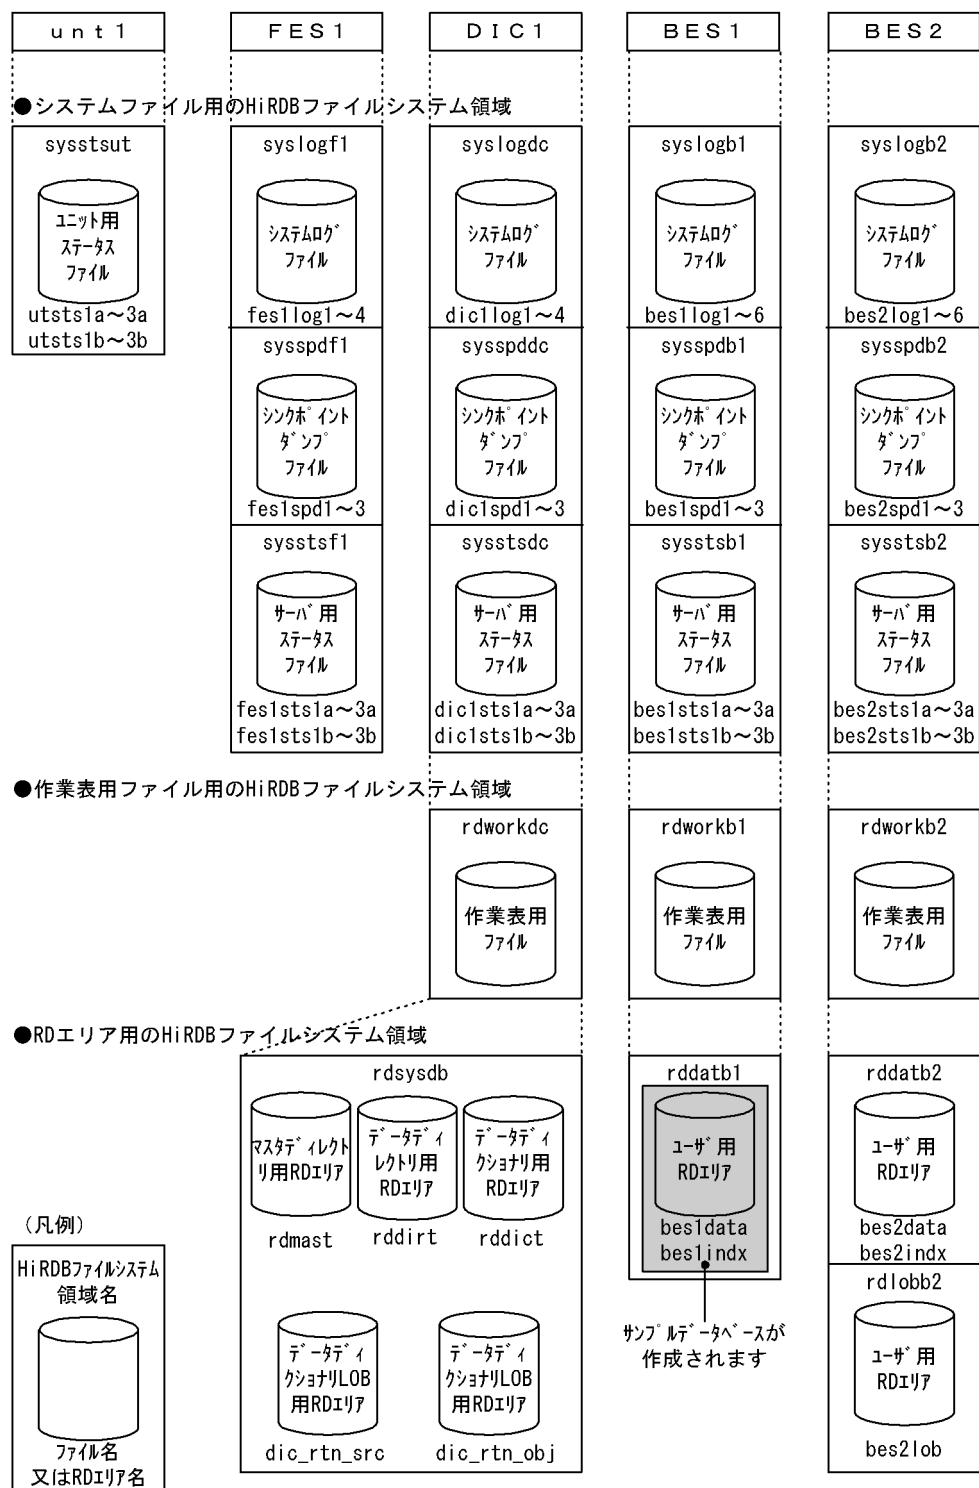 ｕｎｔ１
ＦＥＳ１
ＤＩＣ１
ＢＥＳ１
ＢＥＳ２
●システムファイル用のHiRDBファイルシステム領域
sysstsut
ﾕﾆｯﾄ用
ｽﾃｰﾀｽ
ﾌｧｲﾙ
utsts1a～3a
utsts1b～3b
syslogf1
ｼｽﾃﾑﾛｸﾞ
ﾌｧｲﾙ
fes1log1～4
syslogdc
ｼｽﾃﾑﾛｸﾞ
ﾌｧｲﾙ
dic1log1～4
syslogb1
ｼｽﾃﾑﾛｸﾞ
ﾌｧｲﾙ
bes1log1～6
syslogb2
ｼｽﾃﾑﾛｸﾞ
ﾌｧｲﾙ
bes2log1～6
sysspdf1
ｼﾝｸﾎﾟｲﾝﾄ
ﾀﾞﾝﾌﾟ
ﾌｧｲﾙ
fes1spd1～3
sysspddc
ｼﾝｸﾎﾟｲﾝﾄ
ﾀﾞﾝﾌﾟ
ﾌｧｲﾙ
dic1spd1～3
sysspdb1
ｼﾝｸﾎﾟｲﾝﾄ
ﾀﾞﾝﾌﾟ
ﾌｧｲﾙ
bes1spd1～3
sysspdb2
ｼﾝｸﾎﾟｲﾝﾄ
ﾀﾞﾝﾌﾟ
ﾌｧｲﾙ
bes2spd1～3
sysstsf1
ｻｰﾊﾞ用
ｽﾃｰﾀｽ
ﾌｧｲﾙ
fes1sts1a～3a
fes1sts1b～3b
sysstsdc
ｻｰﾊﾞ用
ｽﾃｰﾀｽ
ﾌｧｲﾙ
dic1sts1a～3a
dic1sts1b～3b
sysstsb1
ｻｰﾊﾞ用
ｽﾃｰﾀｽ
ﾌｧｲﾙ
bes1sts1a～3a
bes1sts1b～3b
sysstsb2
ｻｰﾊﾞ用
ｽﾃｰﾀｽ
ﾌｧｲﾙ
bes2sts1a～3a
bes2sts1b～3b
●作業表用ファイル用のHiRDBファイルシステム領域
rdworkdc
作業表用
ﾌｧｲﾙ
rdworkb1
作業表用
ﾌｧｲﾙ
rdworkb2
作業表用
ﾌｧｲﾙ
●RDエリア用のHiRDBファイルシステム領域
rdsysdb
ﾏｽﾀﾃﾞｨﾚｸﾄ
ﾘ用RDｴﾘｱ
rdmast
ﾃﾞｰﾀﾃﾞｨ
ﾚｸﾄﾘ用
RDｴﾘｱ
rddirt
ﾃﾞｰﾀﾃﾞｨ
ｸｼｮﾅﾘ用
RDｴﾘｱ
rddict
ﾃﾞｰﾀﾃﾞｨ
ｸｼｮﾅﾘLOB
用RDｴﾘｱ
dic_rtn_src
ﾃﾞｰﾀﾃﾞｨ
ｸｼｮﾅﾘLOB
用RDｴﾘｱ
dic_rtn_obj
rddatb1
ﾕｰｻﾞ用
RDｴﾘｱ
bes1data
bes1indx
ｻﾝﾌﾟﾙﾃﾞｰﾀﾍﾞｰｽが
作成されます
rddatb2
ﾕｰｻﾞ用
RDｴﾘｱ
bes2data
bes2indx
rdlobb2
ﾕｰｻﾞ用
RDｴﾘｱ
bes2lob
（凡例）
HiRDBﾌｧｲﾙｼｽﾃﾑ
領域名
ﾌｧｲﾙ名
又はRDｴﾘｱ名